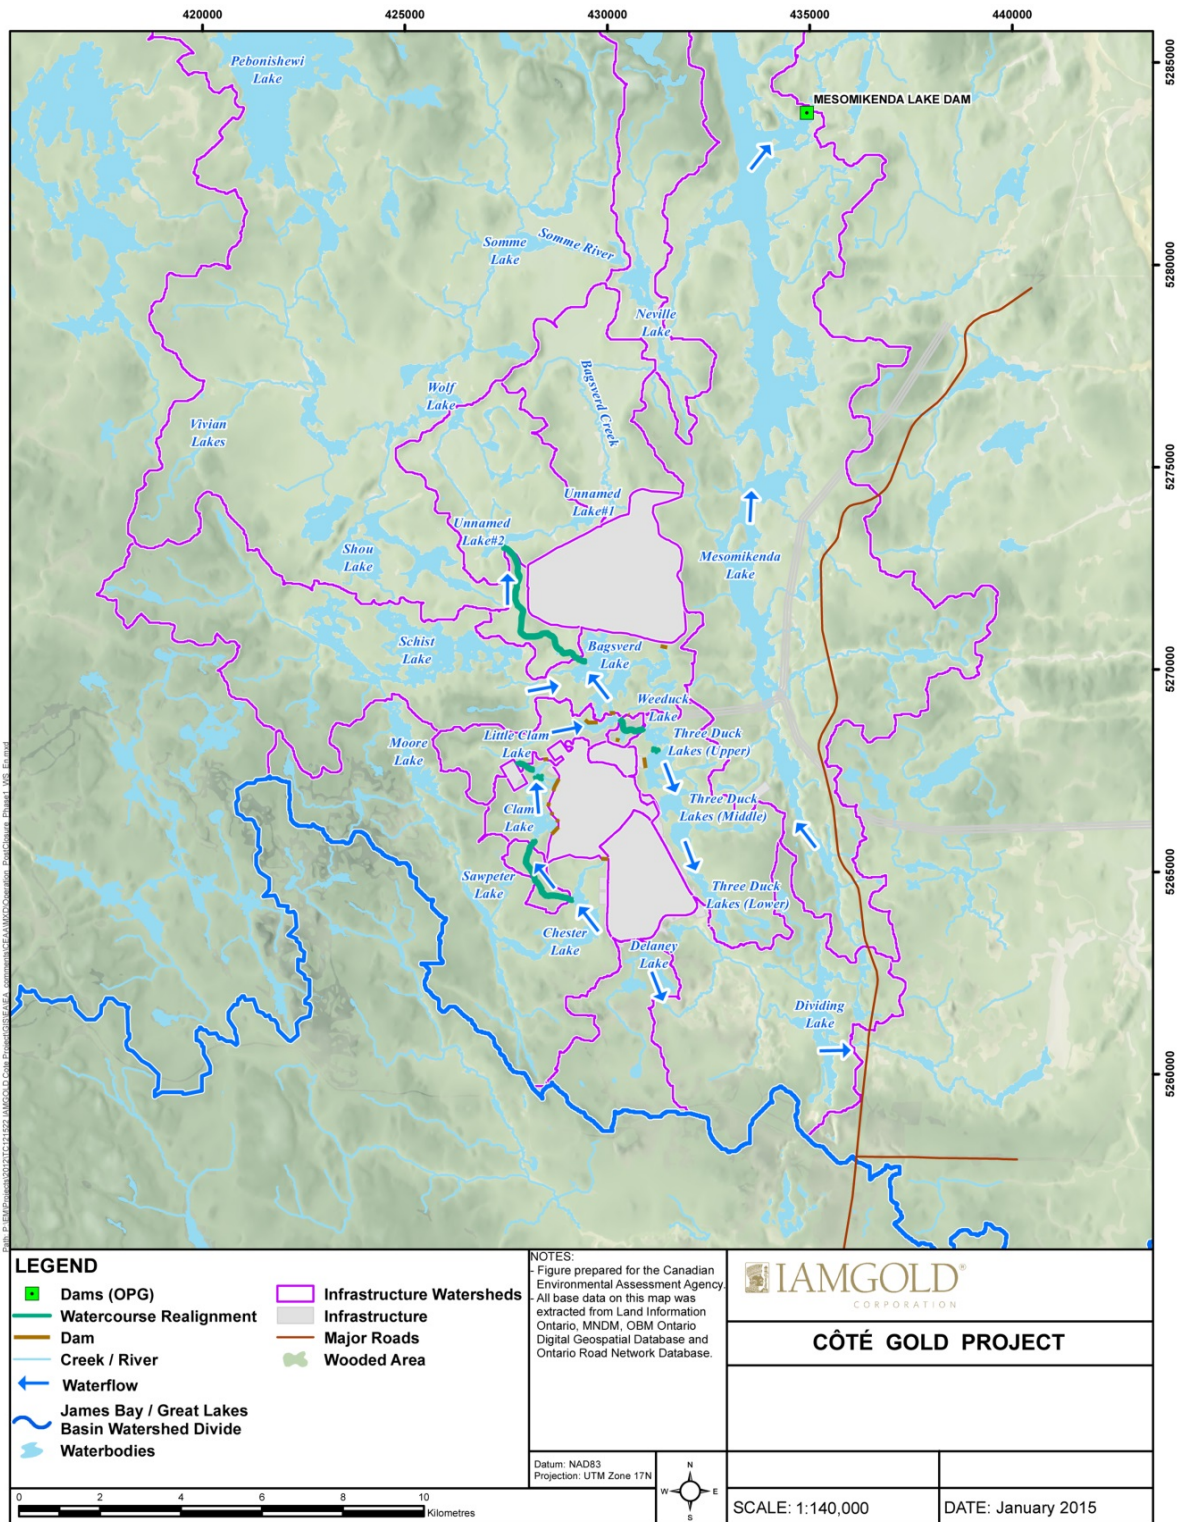 420000
425000
430000
435000
440000
5285000
5280000
5275000
5270000
5265000
5260000
Pebonishewi
Lake
MESOMIKENDA LAKE DAM
Somme
Lake
Somme River
Neville
Lake
Wolf
Lake
Bagsverd Creek
Vivian
Lakes
Unnamed
Lake#1
Unnamed
Lake#2
Shou
Lake
Mesomikenda
Lake
Schist
Lake
Bagsverd
Lake
Weeduck
Lake
Moore
Lake
Little Clam
Lake
Three Duck
Lakes (Upper)
Clam
Lake
Three Duck
Lakes (Middle)
Sawpeter
Lake
Three Duck
Lakes (Lower)
Chester
Lake
Delaney
Lake
Dividing
Lake
LEGEND
Dams (OPG)
Watercourse Realignment
Dam
Creek / River
Waterflow
James Bay / Great Lakes
Basin Watershed Divide
Waterbodies
Infrastructure Watersheds
Infrastructure
Major Roads
Wooded Area
0 2 4 6 8 10
Kilometres
NOTES:
- Figure prepared for the Canadian
Environmental Assessment Agency.
- All base data on this map was
extracted from Land Information
Ontario, MNDM, OBM Ontario
Digital Geospatial Database and
Ontario Road Network Database.
Datum: NAD83
Projection: UTM Zone 17N
N
W E
S
IAMGOLD®
CORPORATION
CÔTÉ GOLD PROJECT
SCALE: 1:140,000
DATE: January 2015